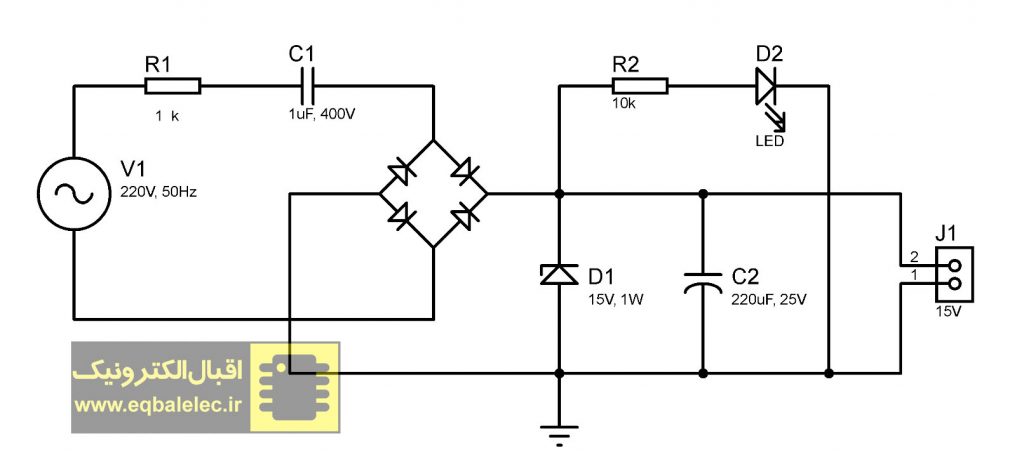 R1
1 k
C1
1uF, 400V
V1
220V, 50Hz
R2
10k
D2
LED
D1
15V, 1W
C2
220uF, 25V
J1
2
1
15V
اقبال‌الکترونیک
www.eqbalelec.ir